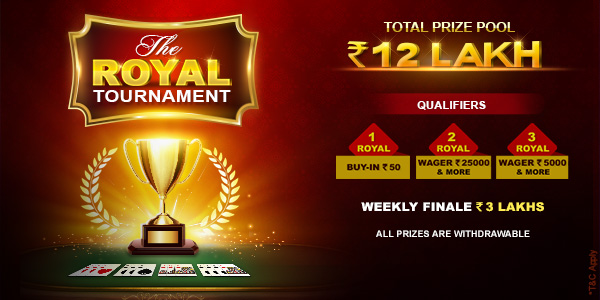 The
ROYAL
TOURNAMENT
TOTAL PRIZE POOL
₹12 LAKH
QUALIFIERS
1
ROYAL
BUY-IN ₹50
2
ROYAL
WAGER ₹25000
& MORE
3
ROYAL
WAGER ₹5000
& MORE
WEEKLY FINALE ₹3 LAKHS
ALL PRIZES ARE WITHDRAWABLE
*T&C Apply